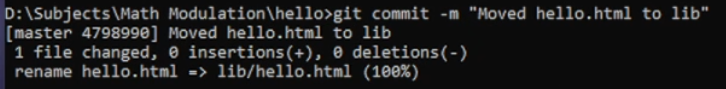 D:\Subjects\Math Modulation\hello>git commit -m "Moved hello.html to lib"
[master 4798990] Moved hello.html to lib
 1 file changed, 0 insertions(+), 0 deletions(-)
 rename hello.html => lib/hello.html (100%)